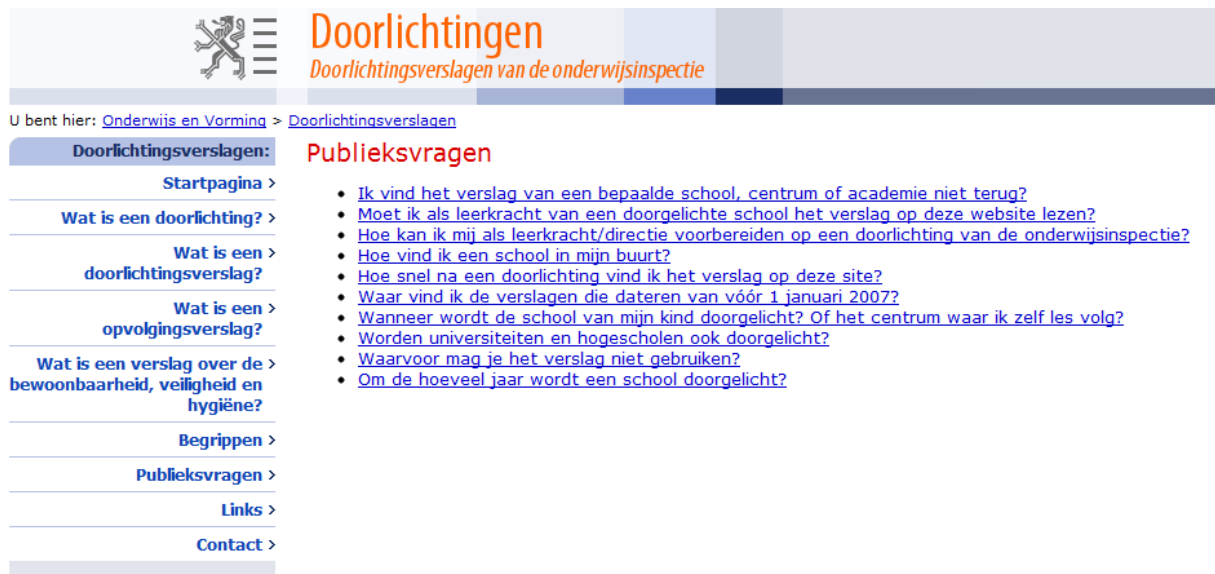 Doorlichtingen
Doorlichtingsverslagen van de onderwijsinspectie
U bent hier: Onderwijs en Vorming > Doorlichtingsverslagen
Doorlichtingsverslagen:
Startpagina >
Wat is een doorlichting? >
Wat is een >
doorlichtingsverslag?
Wat is een >
opvolgingsverslag?
Wat is een verslag over de >
bewoonbaarheid, veiligheid en
hygiëne?
Begrippen >
Publieksvragen >
Links >
Contact >
Publieksvragen
• Ik vind het verslag van een bepaalde school, centrum of academie niet terug?
• Moet ik als leerkracht van een doorgelichte school het verslag op deze website lezen?
• Hoe kan ik mij als leerkracht/directie voorbereiden op een doorlichting van de onderwijsinspectie?
• Hoe vind ik een school in mijn buurt?
• Hoe snel na een doorlichting vind ik het verslag op deze site?
• Waar vind ik de verslagen die dateren van vóór 1 januari 2007?
• Wanneer wordt de school van mijn kind doorgelicht? Of het centrum waar ik zelf les volg?
• Worden universiteiten en hogescholen ook doorgelicht?
• Waarvoor mag je het verslag niet gebruiken?
• Om de hoeveel jaar wordt een school doorgelicht?